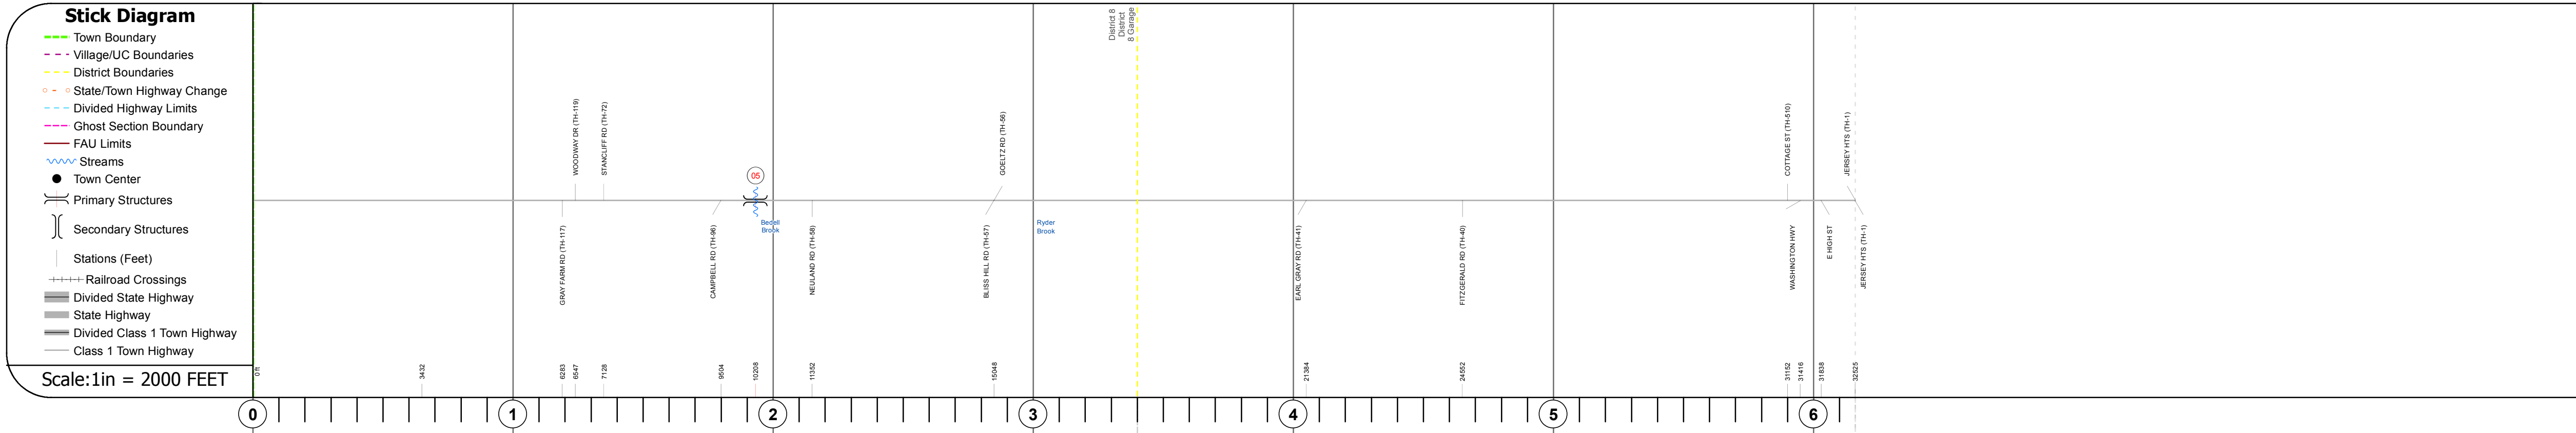 Stick Diagram
Town Boundary
Village/UC Boundaries
District Boundaries
State/Town Highway Change
Divided Highway Limits
Ghost Section Boundary
FAU Limits
Streams
Town Center
Primary Structures
Secondary Structures
Stations (Feet)
Railroad Crossings
Divided State Highway
State Highway
Divided Class 1 Town Highway
Class 1 Town Highway
Scale:1in = 2000 FEET
District 8
District
8 Garage
WOODWAY DR (TH-119)
STANCLIFF RD (TH-72)
GOELTZ RD (TH-56)
COTTAGE ST (TH-510)
JERSEY HTS (TH-1)
05
Bedell
Brook
Ryder
Brook
GRAY FARM RD (TH-117)
CAMPBELL RD (TH-96)
NEULAND RD (TH-58)
BLISS HILL RD (TH-57)
EARL GRAY RD (TH-41)
FITZGERALD RD (TH-40)
WASHINGTON HWY
E HIGH ST
JERSEY HTS (TH-1)
0 ft
3432
6283
6547
7128
9504
10208
11352
15048
21384
24552
31152
31416
31838
32525
0
1
2
3
4
5
6